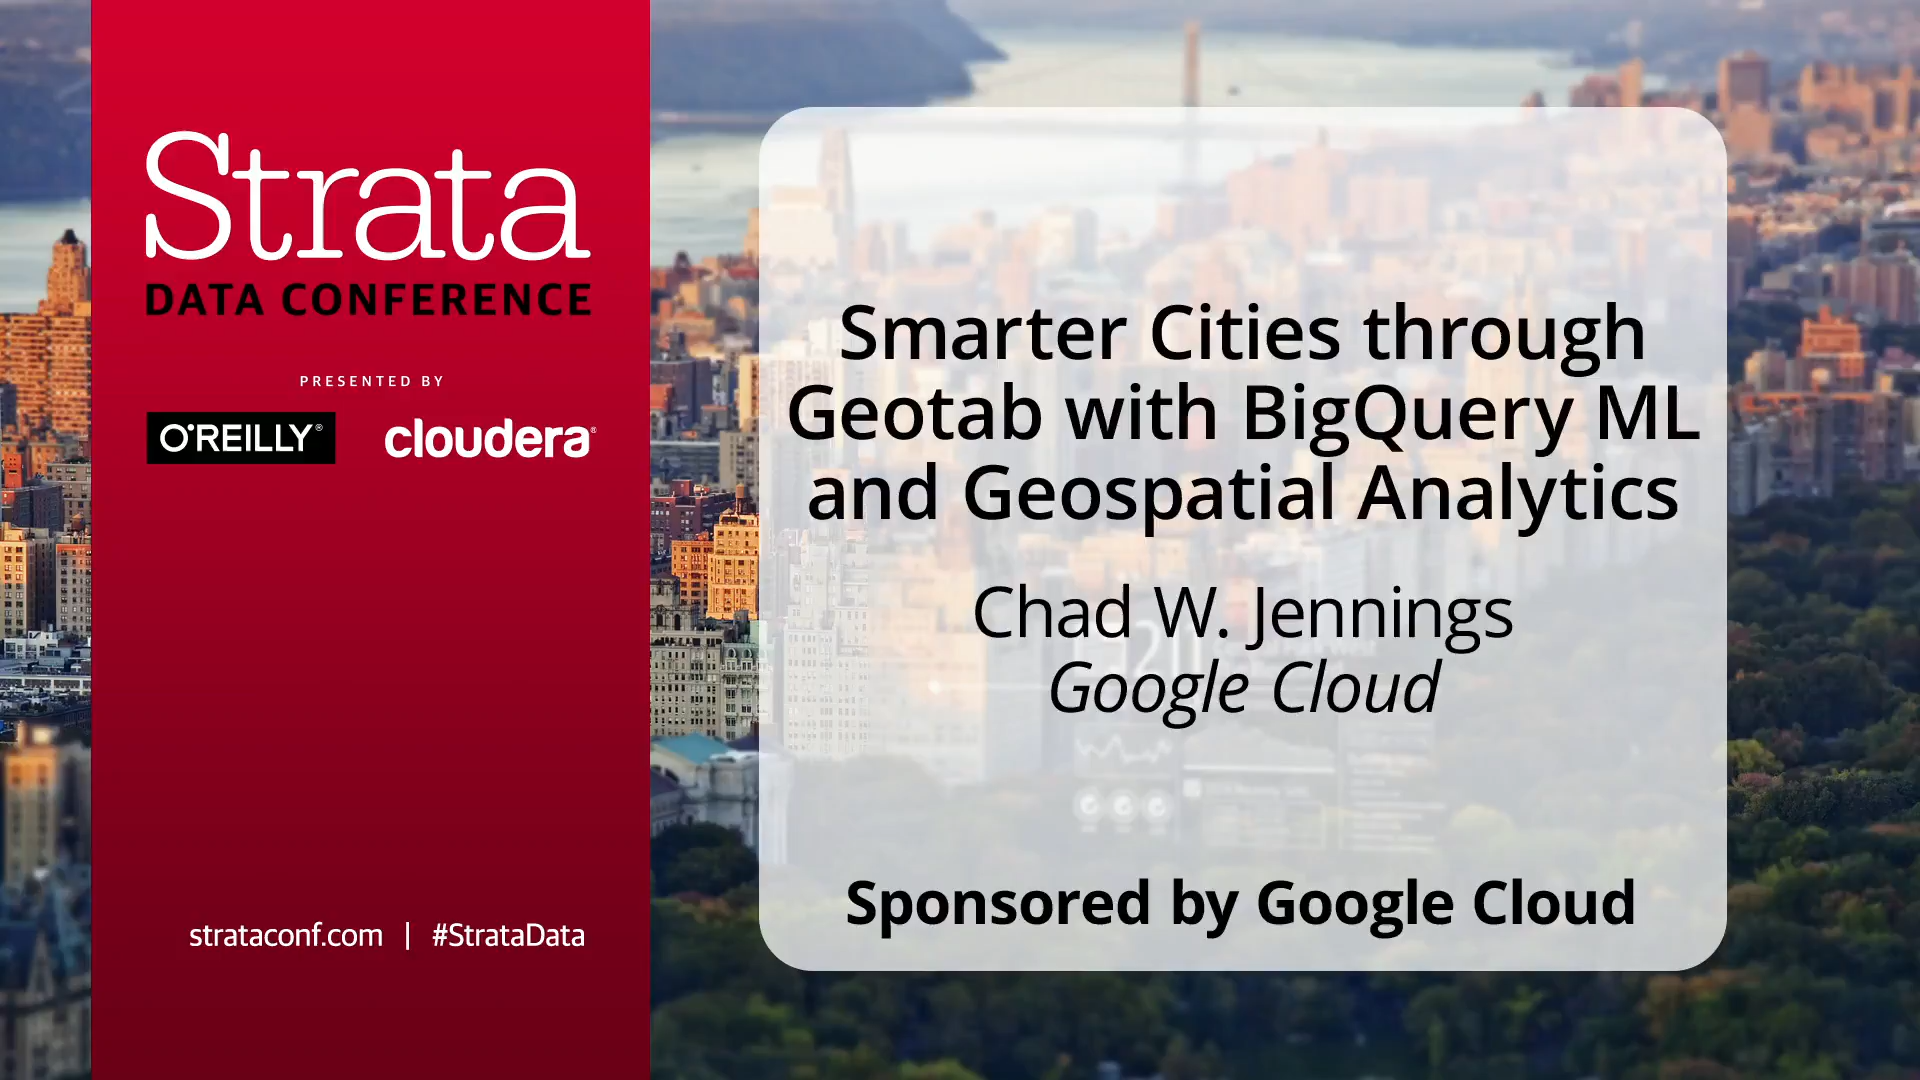 Strata
DATA CONFERENCE
PRESENTED BY
O'REILLY®
cloudera®
strataconf.com | #StrataData
Smarter Cities through
Geotab with BigQuery ML
and Geospatial Analytics
Chad W. Jennings
Google Cloud
Sponsored by Google Cloud